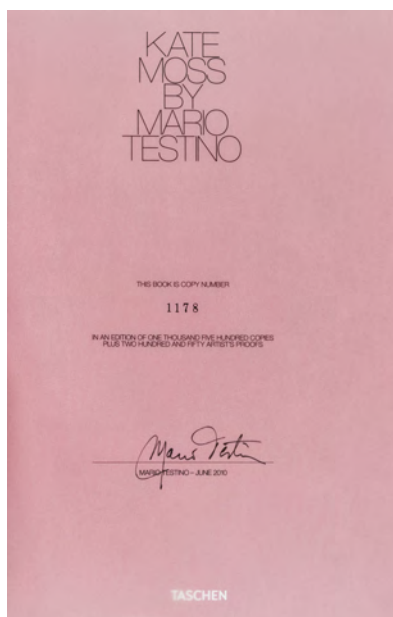 KATE
MOSS
BY
MARIO
TESTINO
THIS BOOK IS COPY NUMBER
1178
IN AN EDITION OF ONE THOUSAND FIVE HUNDRED COPIES
PLUS TWO HUNDRED AND FIFTY ARTIST'S PROOFS
Mario Testino
MARIO TESTINO – JUNE 2010
TASCHEN